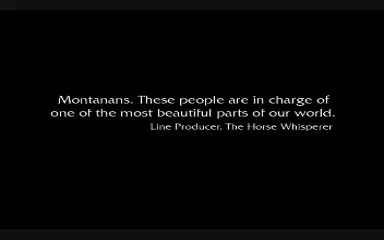 Montanans. These people are in charge of
one of the most beautiful parts of our world.
Line Producer, The Horse Whisperer